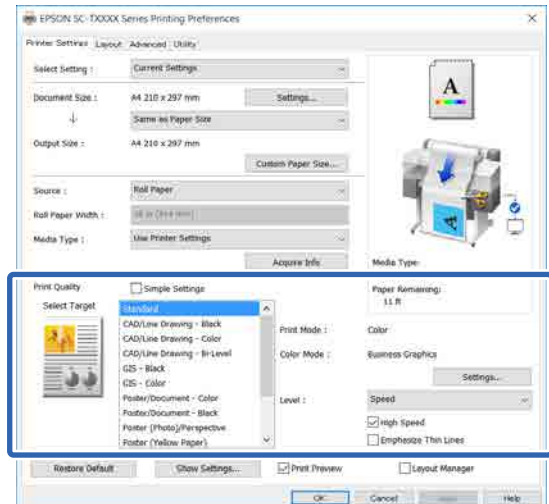 EPSON SC-TXXXX Series Printing Preferences
Printer Settings Layout Advanced Utility
Select Setting : Current Settings
Document Size : A4 210 x 297 mm Settings...
Same as Paper Size
Output Size : A4 210 x 297 mm
Custom Paper Size...
Source : Roll Paper
Roll Paper Width :
Media Type : Use Printer Settings
Acquire Info Media Type:
Print Quality Simple Settings Paper Remaining:
Select Target 11 ft
Standard
CAD/Line Drawing - Black Print Mode : Color
CAD/Line Drawing - Color
CAD/Line Drawing - Bi-Level Color Mode : Business Graphics
GIS - Black
GIS - Color Settings...
Poster/Document - Color Level : Speed
Poster/Document - Black
Poster (Photo)/Perspective High Speed
Poster (Yellow Paper) Emphasize Thin Lines
Restore Default Show Settings... Print Preview Layout Manager
OK Cancel Help